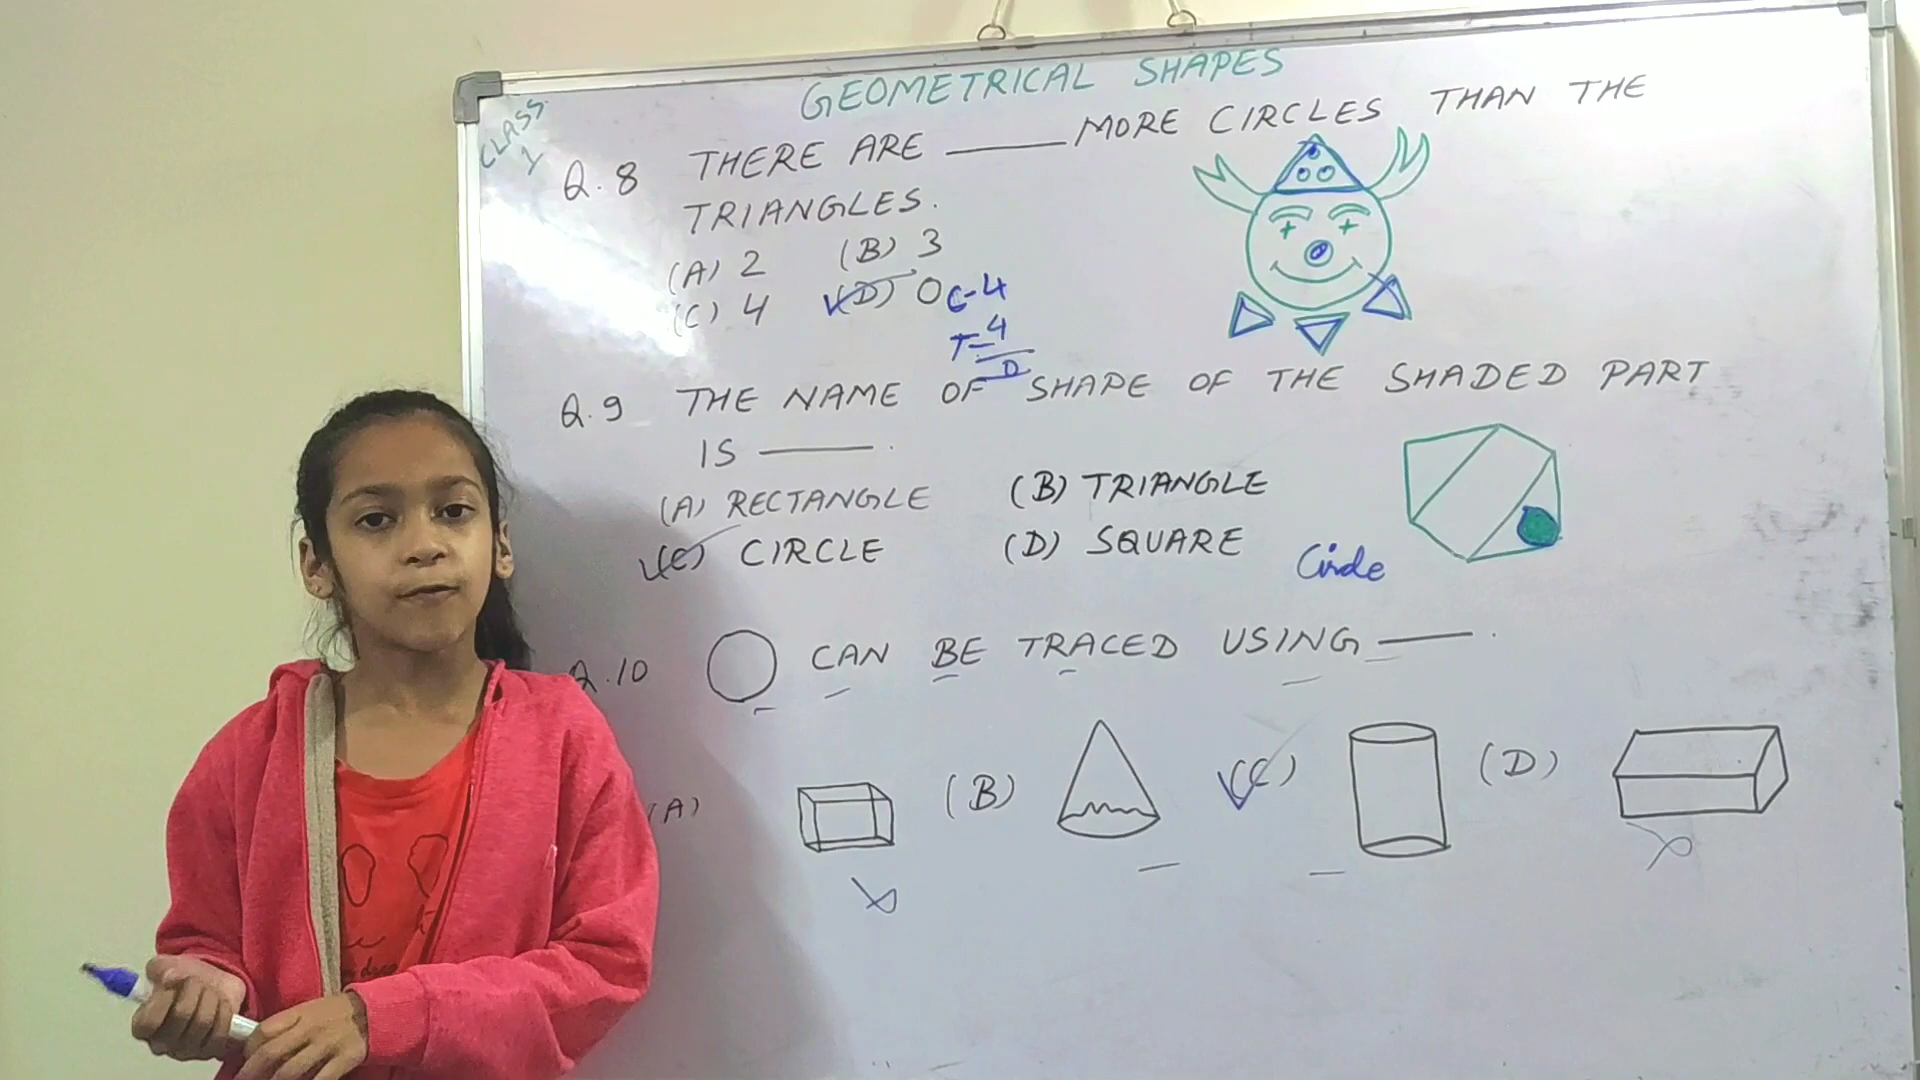 GEOMETRICAL SHAPES
CLASS
1
Q.8 THERE ARE ______ MORE CIRCLES THAN THE
TRIANGLES.
(A) 2 (B) 3
(C) 4 (D) 0
C-4
T-4
0
Q.9 THE NAME OF SHAPE OF THE SHADED PART
IS ______.
(A) RECTANGLE (B) TRIANGLE
(C) CIRCLE (D) SQUARE
Circle
Q.10 CAN BE TRACED USING ______.
(A) (B) (C) (D)